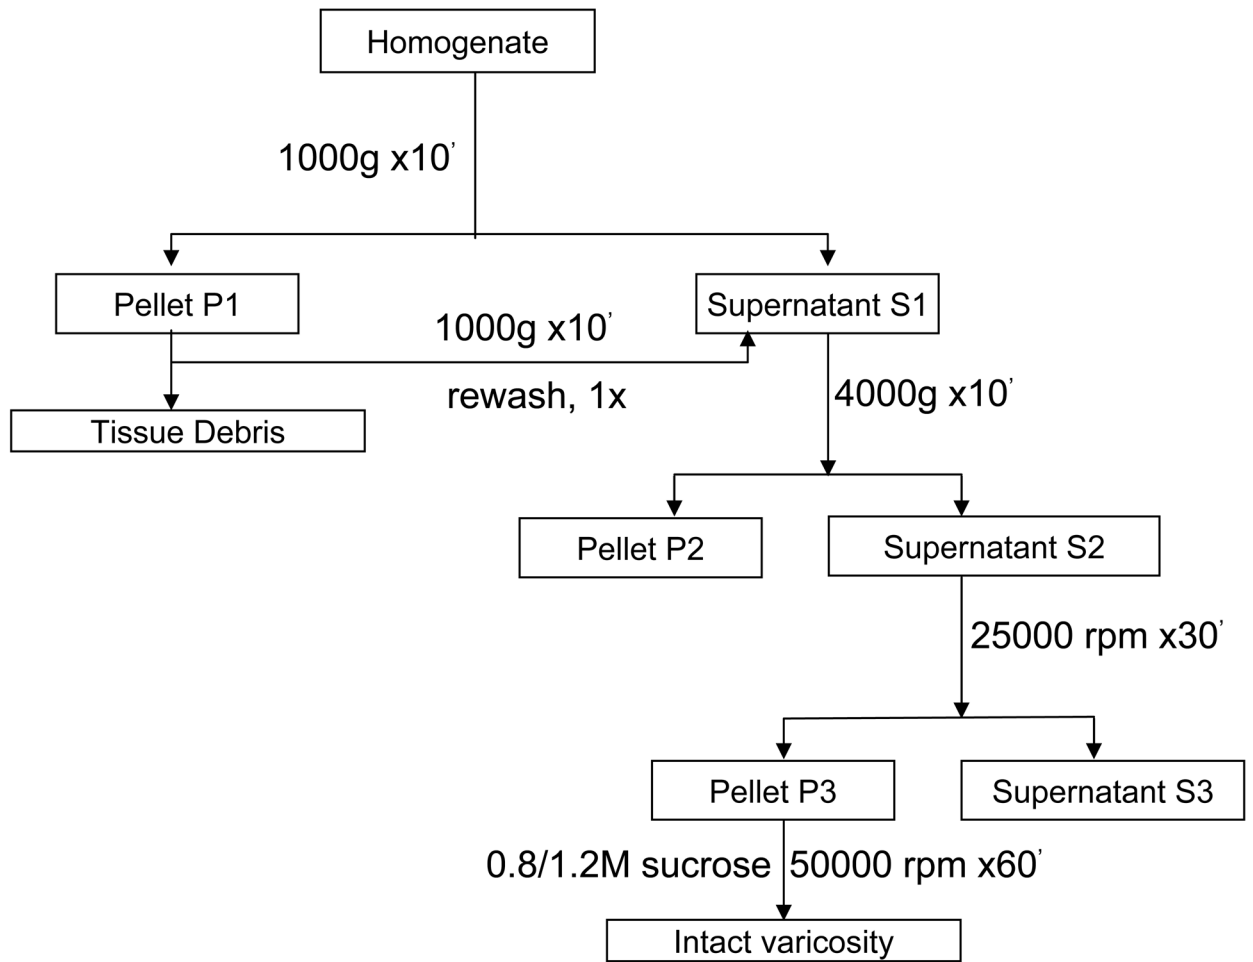 Homogenate
1000g x10’
Pellet P1
Supernatant S1
1000g x10’
rewash, 1x
4000g x10’
Tissue Debris
Pellet P2
Supernatant S2
25000 rpm x30’
Pellet P3
Supernatant S3
0.8/1.2M sucrose 50000 rpm x60’
Intact varicosity